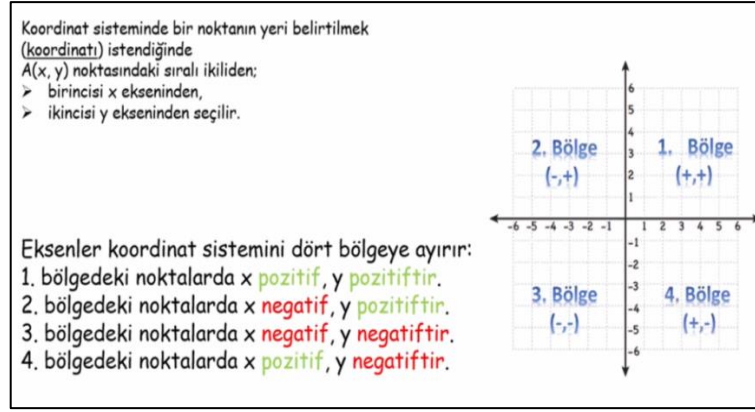 Koordinat sisteminde bir noktanın yeri belirtilmek
(koordinatı) istendiğinde
A(x, y) noktasındaki sıralı ikiliden;
➢ birincisi x ekseninden,
➢ ikincisi y ekseninden seçilir.
Eksenler koordinat sistemini dört bölgeye ayırır:
1. bölgedeki noktalarda x pozitif, y pozitiftir.
2. bölgedeki noktalarda x negatif, y pozitiftir.
3. bölgedeki noktalarda x negatif, y negatiftir.
4. bölgedeki noktalarda x pozitif, y negatiftir.
6
5
4
2. Bölge 3 1. Bölge
(-,+) 2 (+,+)
1
-6 -5 -4 -3 -2 -1 1 2 3 4 5 6
-1
-2
-3
3. Bölge 4. Bölge
-4
(-,-) -5 (+,-)
-6